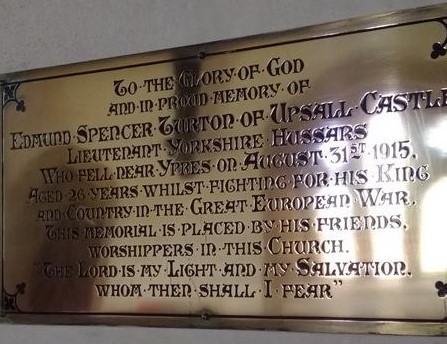 To·the·Glory·of·God
and·in·proud·memory·of
Edmund·Spencer·Turton·of·Upsall·Castle
Lieutenant·Yorkshire·Hussars
Who·fell·near·Ypres·on·August·31st·1915,
Aged·26·years·whilst·fighting·for·his·King
and·Country·in·the·Great·European·War.
This·memorial·is·placed·by·his·friends,
worshippers·in·this·Church.
"The·Lord·is·my·Light·and·my·Salvation,
whom·then·shall·I·fear"